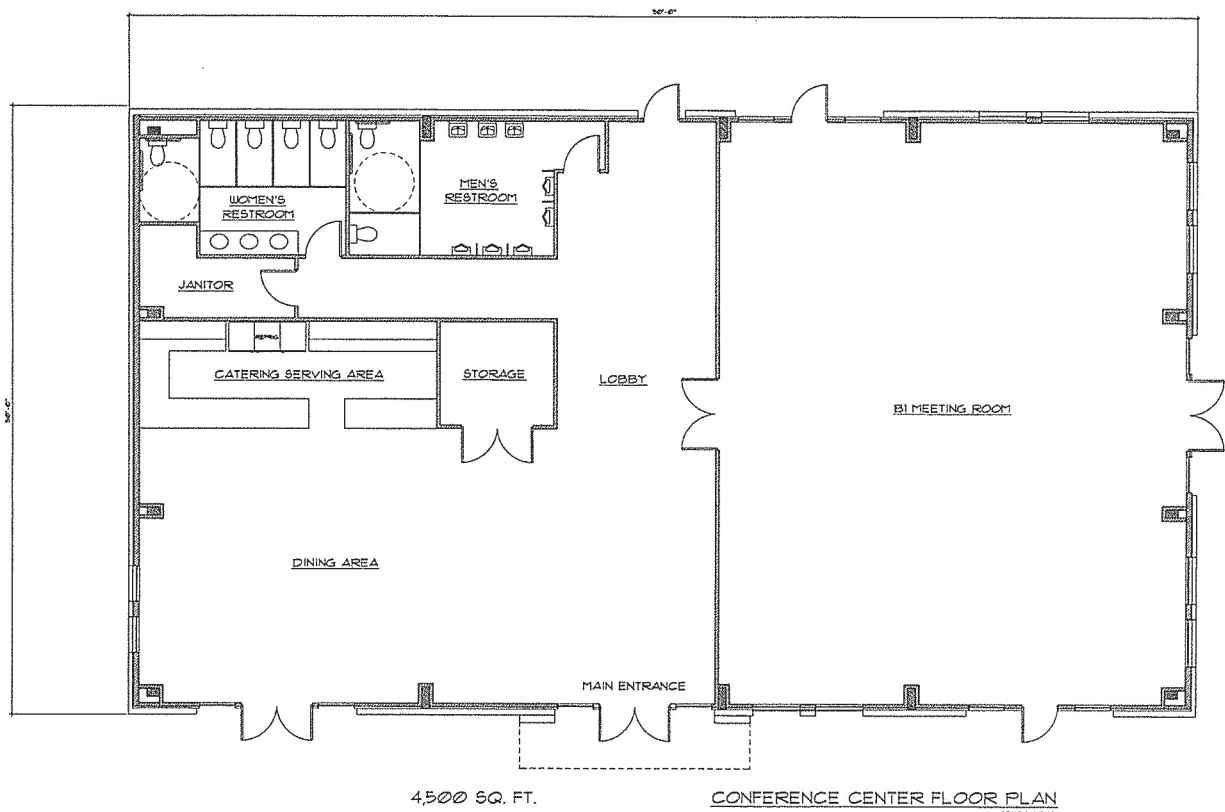 WOMEN'S
RESTROOM
MEN'S
RESTROOM
JANITOR
REFRIG.
CATERING SERVING AREA
STORAGE
LOBBY
B1 MEETING ROOM
DINING AREA
MAIN ENTRANCE
4,500 SQ. FT.
CONFERENCE CENTER FLOOR PLAN